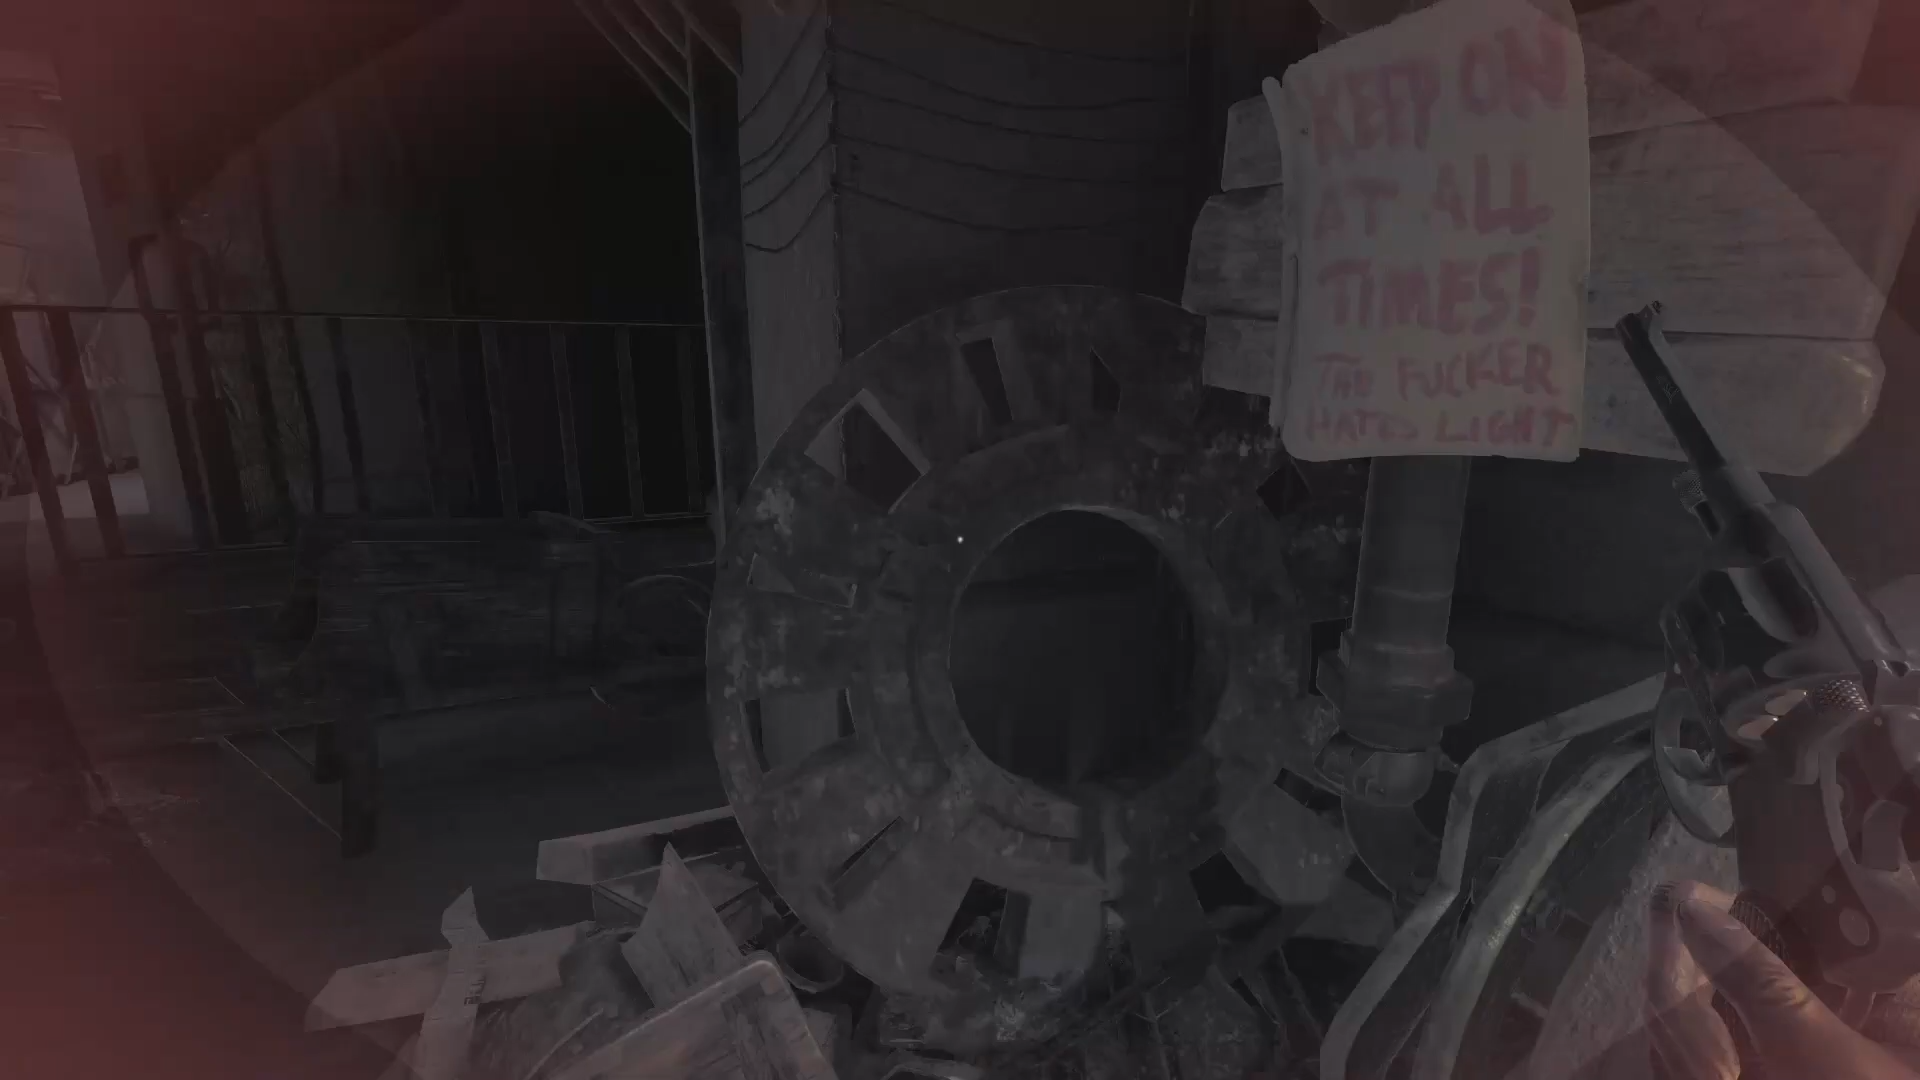 KEEP ON
AT ALL
TIMES!
THE FUCKER
HATES LIGHT